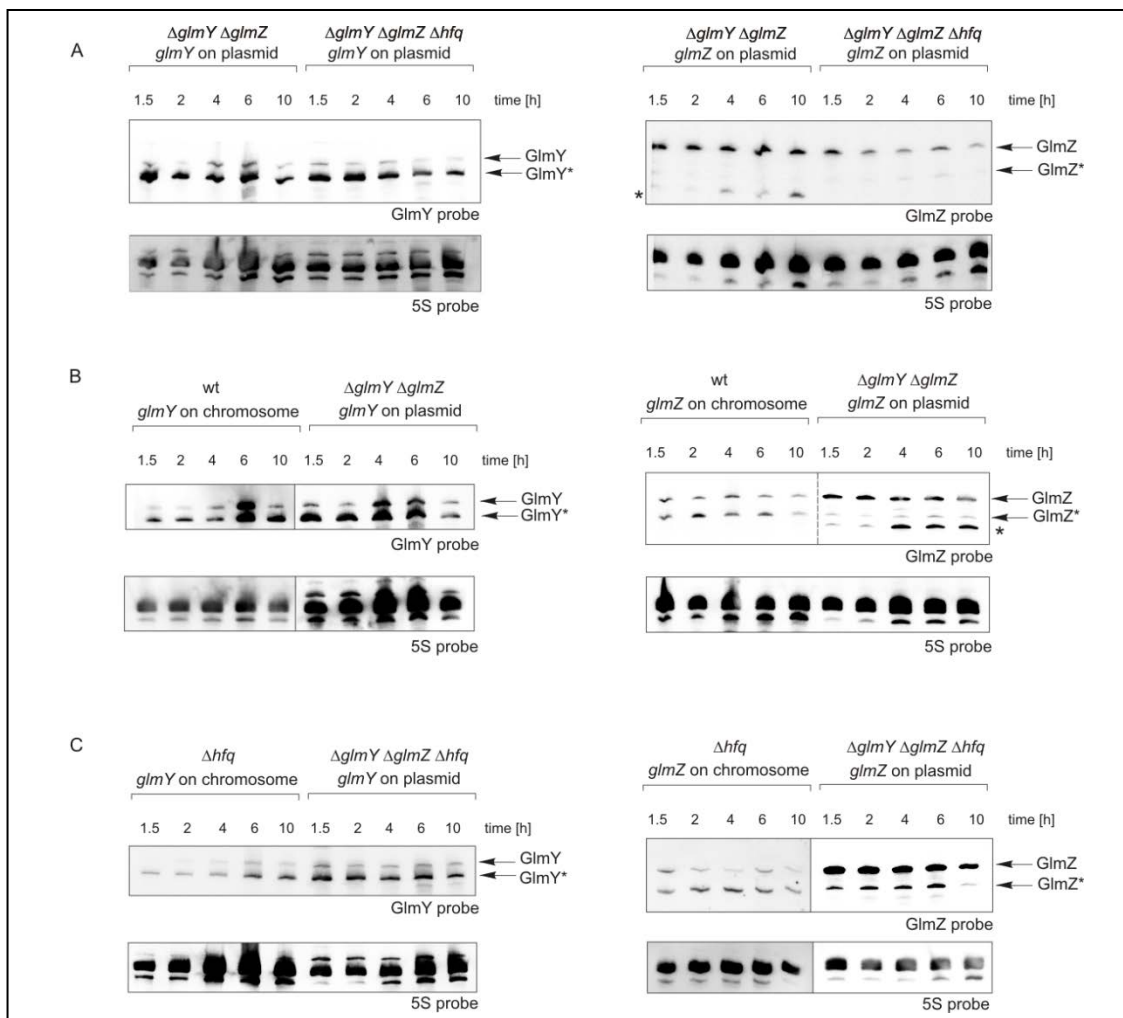 A
ΔglmY ΔglmZ
glmY on plasmid
ΔglmY ΔglmZ Δhfq
glmY on plasmid
1.5 2 4 6 10 1.5 2 4 6 10 time [h]
GlmY
GlmY*
GlmY probe
5S probe
ΔglmY ΔglmZ
glmZ on plasmid
ΔglmY ΔglmZ Δhfq
glmZ on plasmid
1.5 2 4 6 10 1.5 2 4 6 10
GlmZ
GlmZ*
*
GlmZ probe
5S probe
B
wt
glmY on chromosome
ΔglmY ΔglmZ
glmY on plasmid
1.5 2 4 6 10 1.5 2 4 6 10 time [h]
GlmY
GlmY*
GlmY probe
5S probe
wt
glmZ on chromosome
ΔglmY ΔglmZ
glmZ on plasmid
1.5 2 4 6 10 1.5 2 4 6 10 time [h]
GlmZ
GlmZ*
*
GlmZ probe
5S probe
C
Δhfq
glmY on chromosome
ΔglmY ΔglmZ Δhfq
glmY on plasmid
1.5 2 4 6 10 1.5 2 4 6 10 time [h]
GlmY
GlmY*
GlmY probe
5S probe
Δhfq
glmZ on chromosome
ΔglmY ΔglmZ Δhfq
glmZ on plasmid
1.5 2 4 6 10 1.5 2 4 6 10 time [h]
GlmZ
GlmZ*
GlmY probe
5S probe